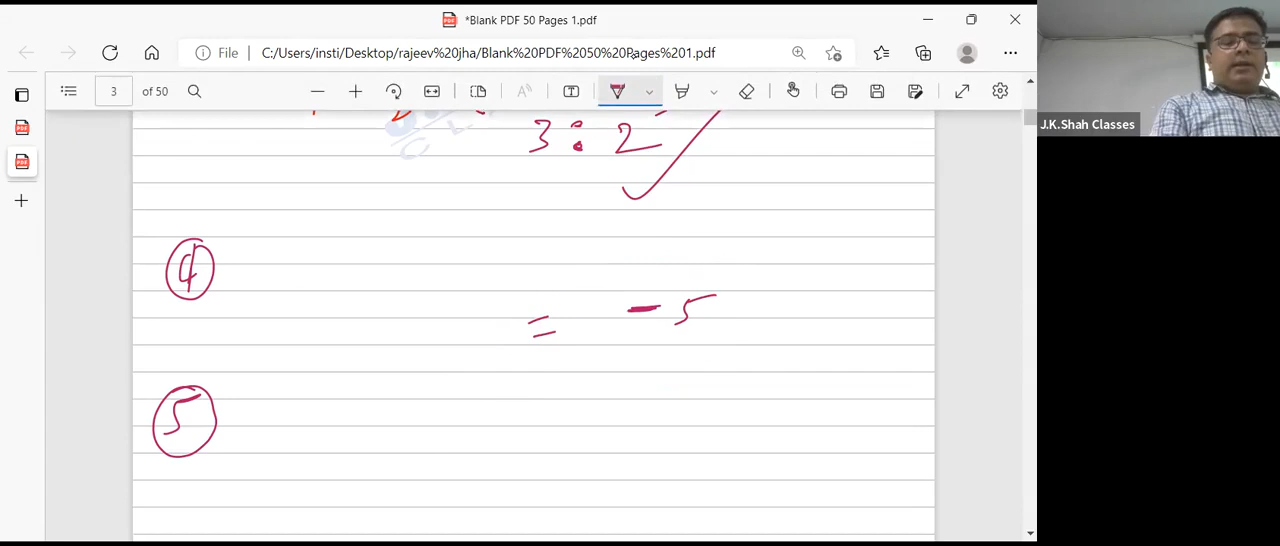 *Blank PDF 50 Pages 1.pdf
File C:/Users/insti/Desktop/rajeev%20jha/Blank%20PDF%2050%20Pages%201.pdf
3 of 50
3 : 2
4
= - 5
5
J.K.Shah Classes